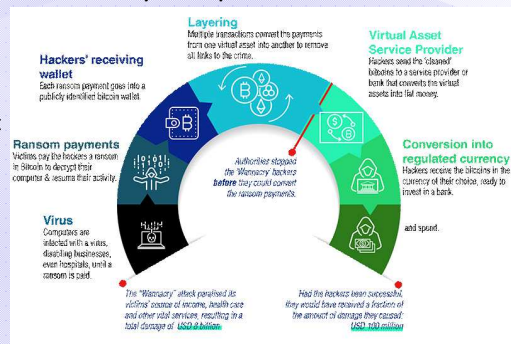 Layering
Multiple transactions convert the payments
from one virtual asset into another to remove
all links to the crime.
Virtual Asset
Service Provider
Hackers send the 'cleaned'
bitcoins to a service provider or
bank that converts the virtual
assets into fiat money.
Hackers' receiving
wallet
Each ransom payment goes into a
publicly identified bitcoin wallet.
Ransom payments
Victims pay the hackers a ransom
in Bitcoin to decrypt their
computer & resume their activity.
Authorities stopped
the 'Wannacry' hackers
before they could convert
the ransom payments.
Conversion into
regulated currency
Hackers receive the bitcoins in the
currency of their choice, ready to
invest in a bank.
and spend.
Virus
Computers are
infected with a virus,
disabling businesses,
even hospitals, until a
ransom is paid.
The "Wannacry" attack paralised its
victims' source of income, health care
and other vital services, resulting in a
total damage of USD 8 billion.
Had the hackers been successful,
they would have received a fraction of
the amount of damage they caused:
USD 100 million